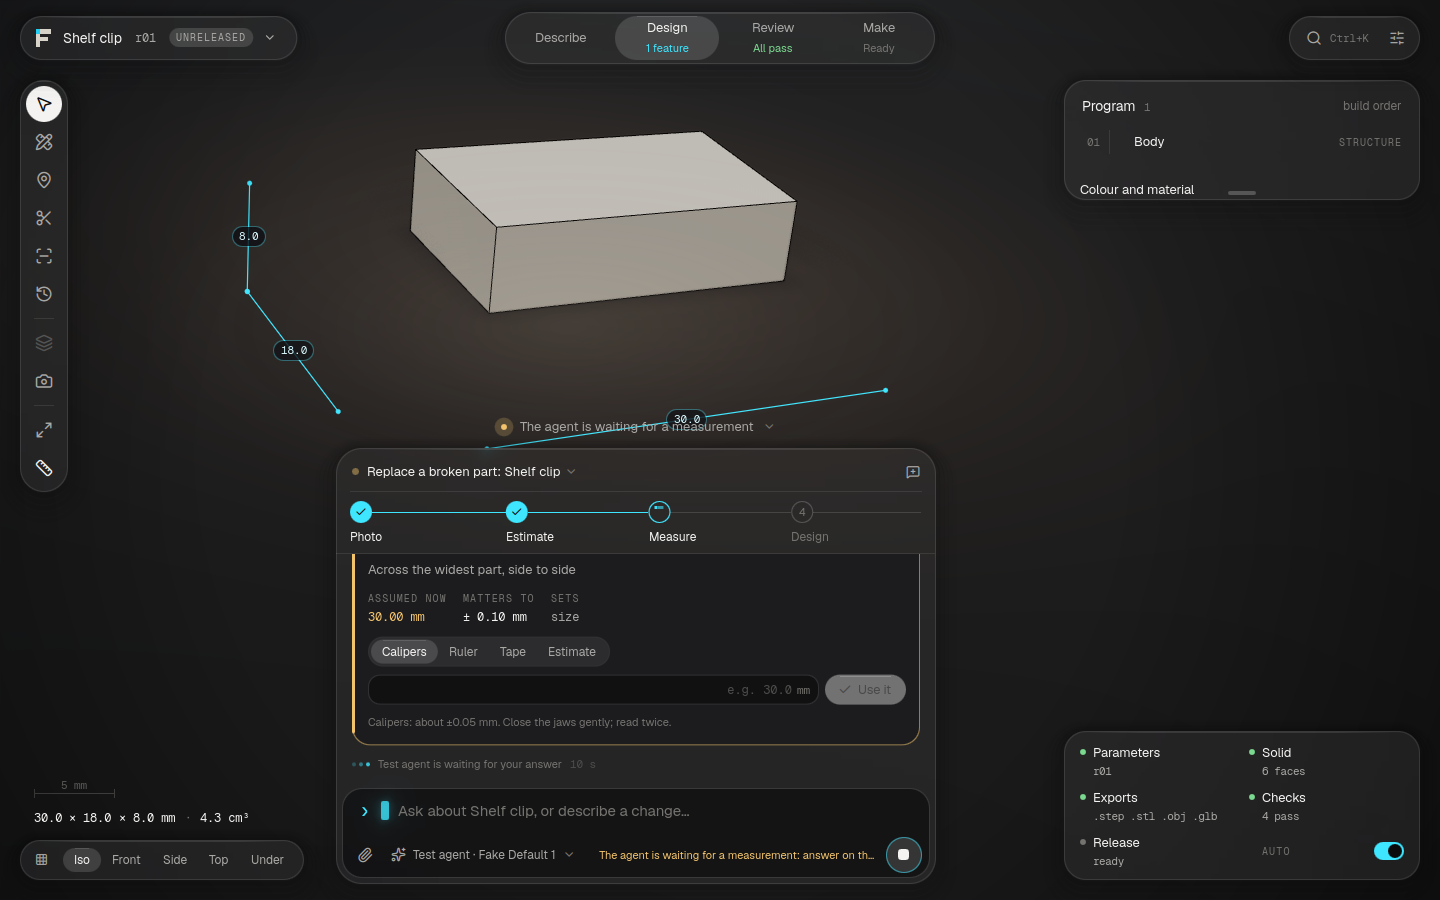 Shelf clip r01 UNRELEASED
Describe
Design
1 feature
Review
All pass
Make
Ready
Ctrl+K
Program 1 build order
01 Body STRUCTURE
Colour and material
8.0
18.0
30.0
The agent is waiting for a measurement
Replace a broken part: Shelf clip
4
Photo Estimate Measure Design
Across the widest part, side to side
ASSUMED NOW MATTERS TO SETS
30.00 mm ± 0.10 mm size
Calipers Ruler Tape Estimate
e.g. 30.0 mm Use it
Calipers: about ±0.05 mm. Close the jaws gently; read twice.
Test agent is waiting for your answer 10 s
› Ask about Shelf clip, or describe a change...
Test agent · Fake Default 1 The agent is waiting for a measurement: answer on th...
5 mm
30.0 × 18.0 × 8.0 mm · 4.3 cm³
Iso Front Side Top Under
Parameters
r01
Solid
6 faces
Exports
.step .stl .obj .glb
Checks
4 pass
Release
ready
AUTO